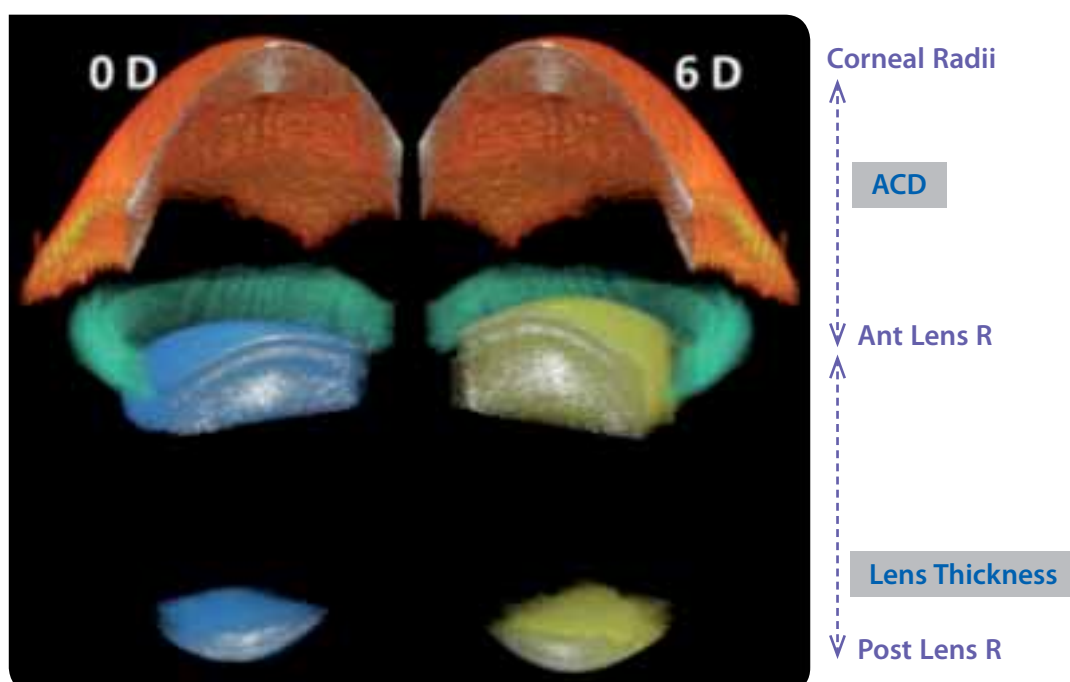 0 D
6 D
Corneal Radii
ACD
Ant Lens R
Lens Thickness
Post Lens R